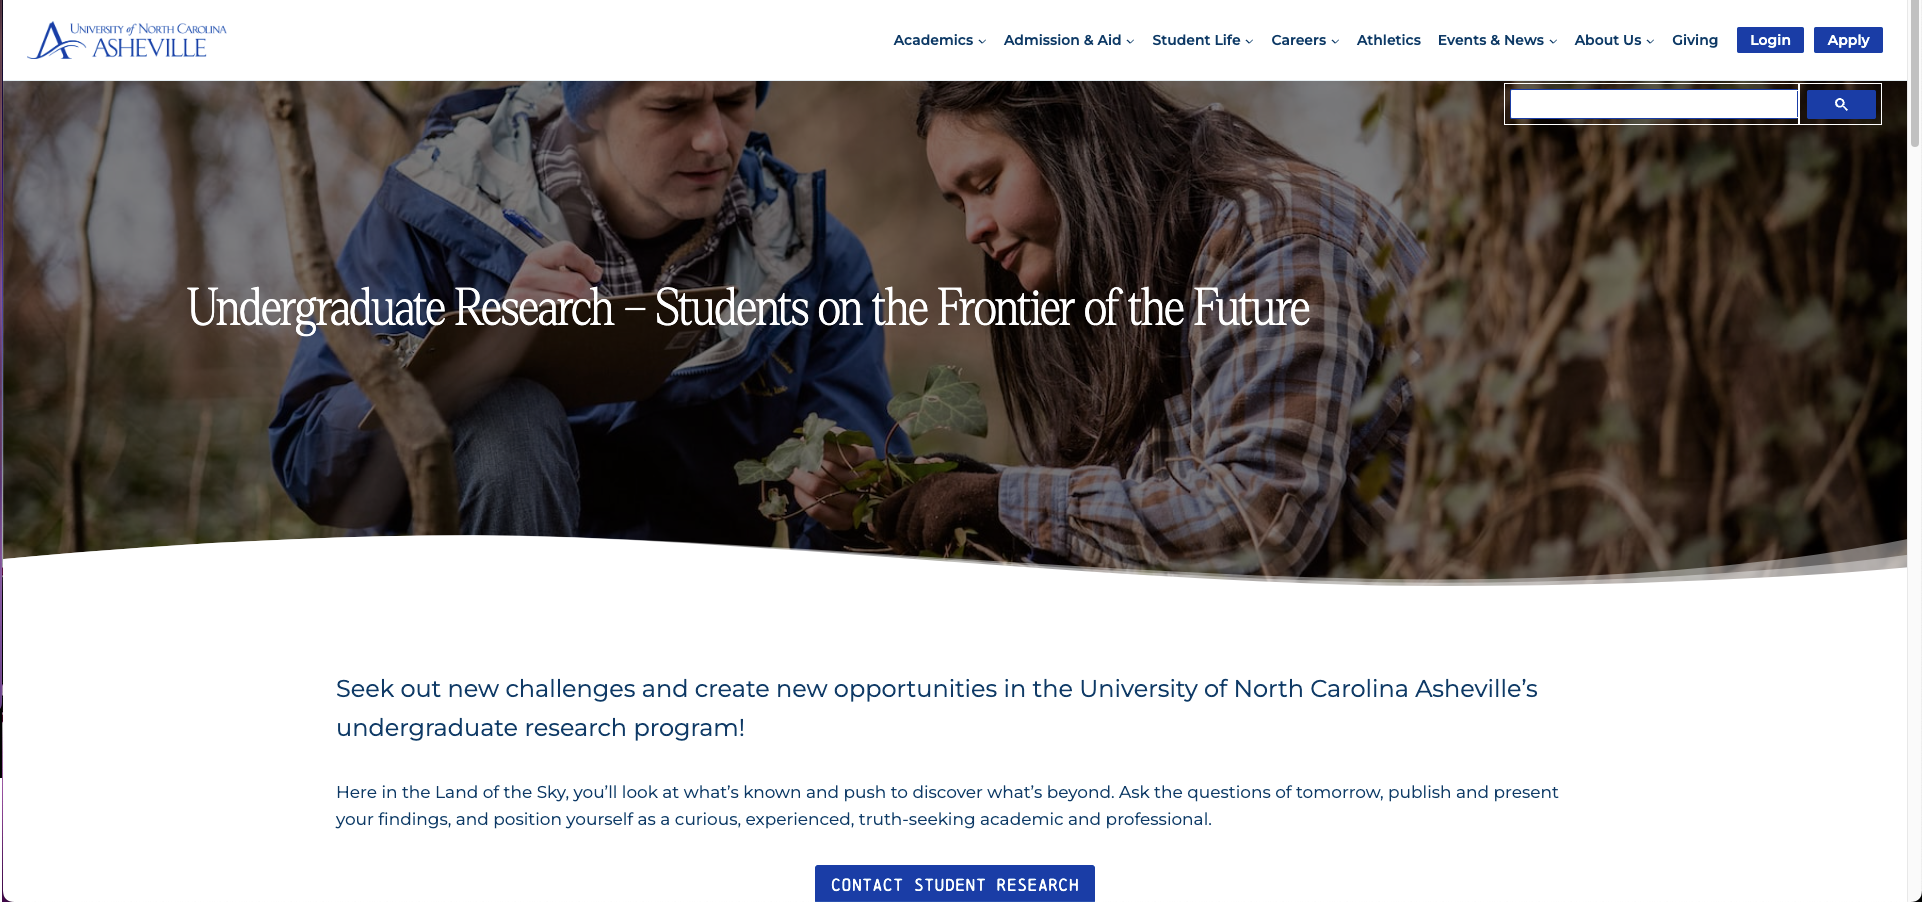 University of North Carolina
Asheville
Academics
Admission & Aid
Student Life
Careers
Athletics
Events & News
About Us
Giving
Login
Apply
Undergraduate Research – Students on the Frontier of the Future
Seek out new challenges and create new opportunities in the University of North Carolina Asheville’s
undergraduate research program!
Here in the Land of the Sky, you’ll look at what’s known and push to discover what’s beyond. Ask the questions of tomorrow, publish and present
your findings, and position yourself as a curious, experienced, truth-seeking academic and professional.
CONTACT STUDENT RESEARCH